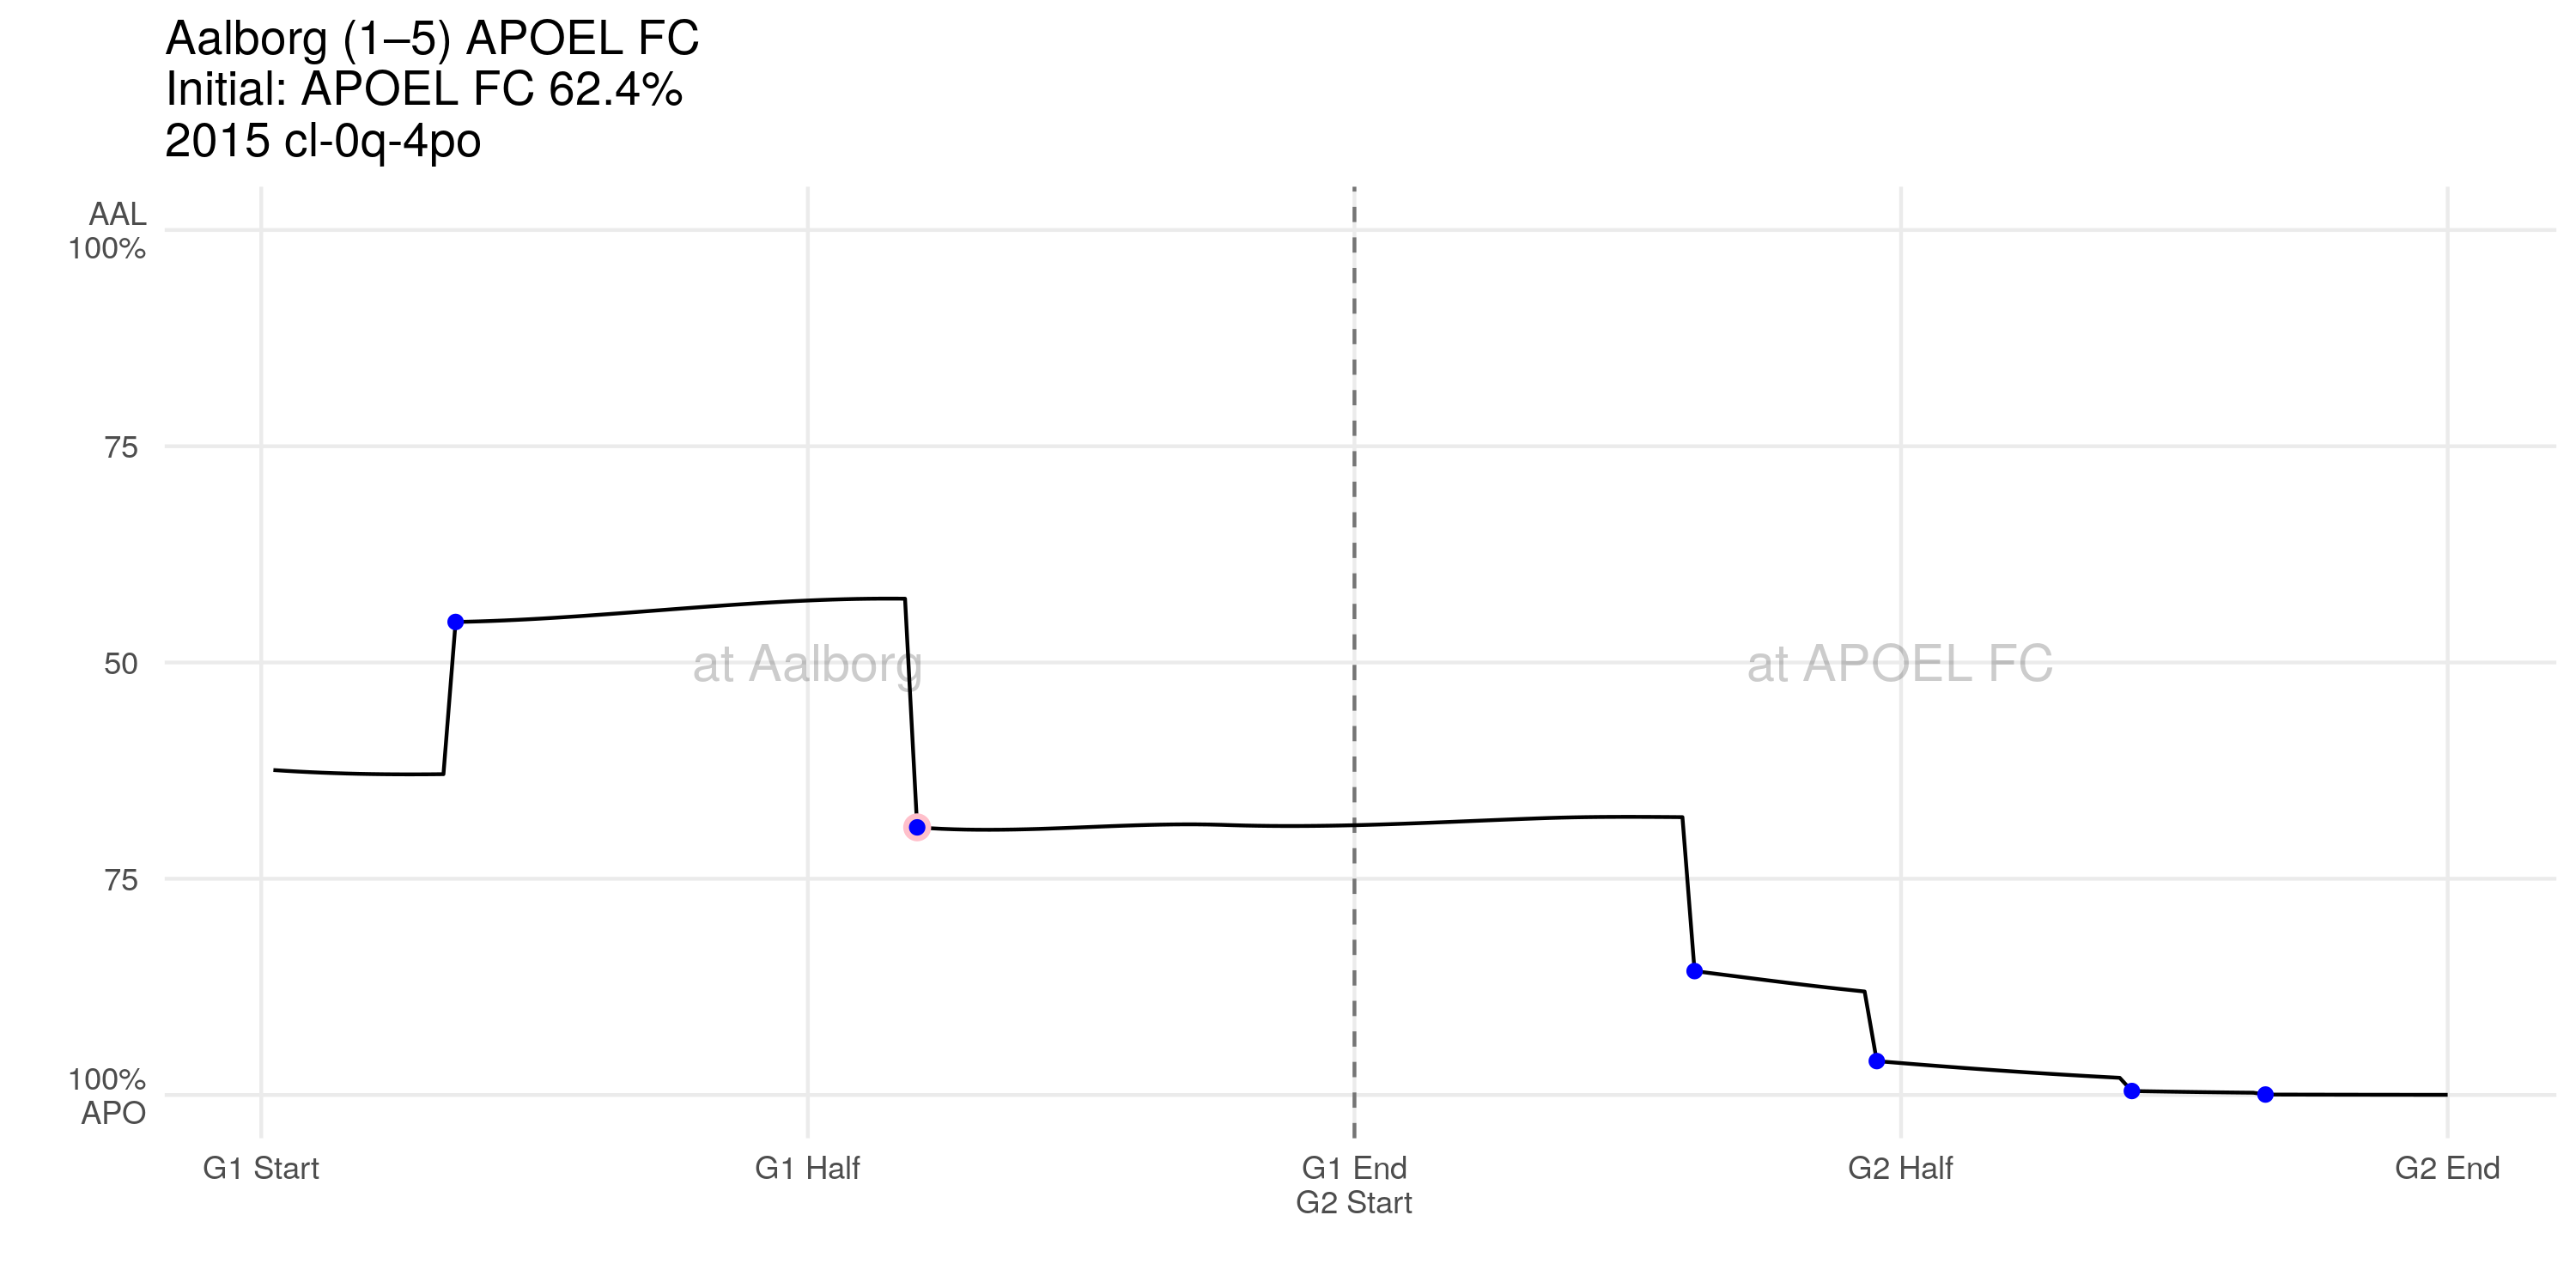 Aalborg (1–5) APOEL FC
Initial: APOEL FC 62.4%
2015 cl-0q-4po
AAL
100%
75
50
75
100%
APO
at Aalborg
at APOEL FC
G1 Start
G1 Half
G1 End
G2 Start
G2 Half
G2 End